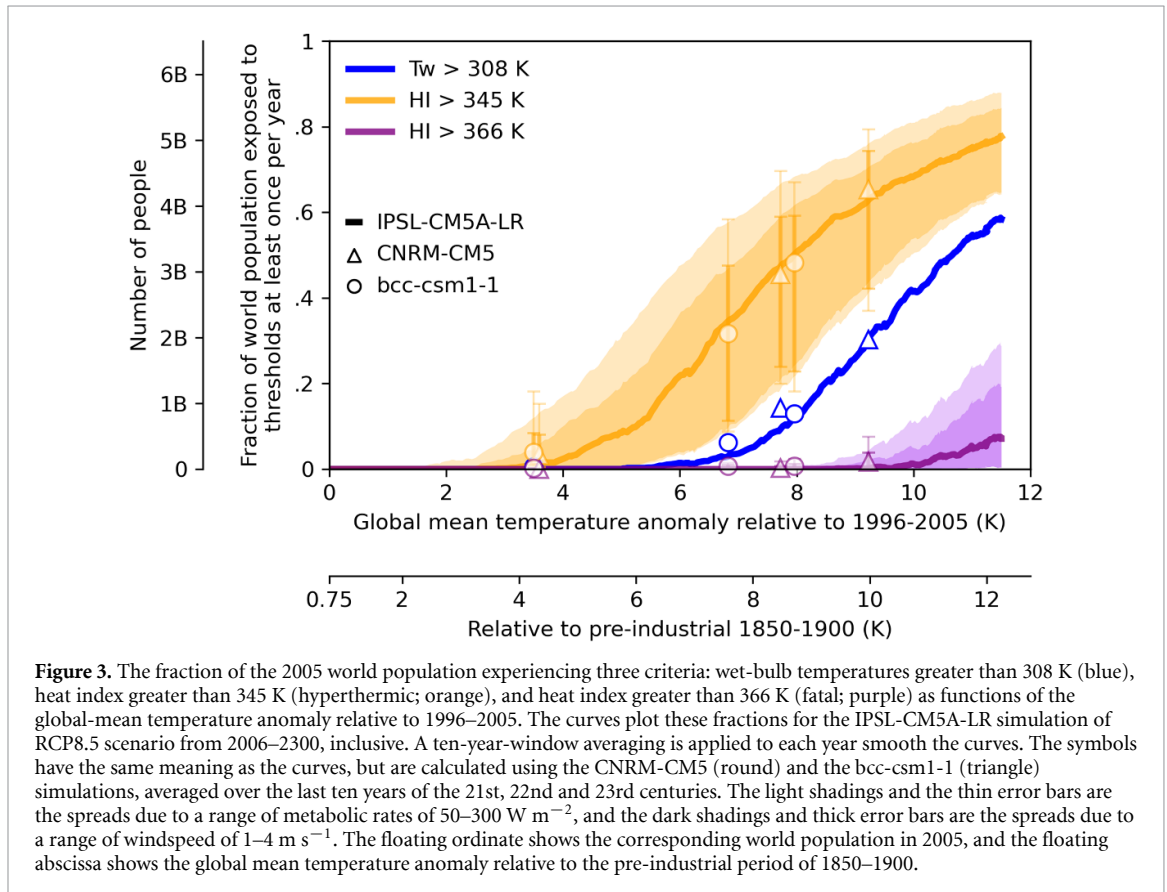 6B
5B
4B
3B
2B
1B
0
Number of people
Fraction of world population exposed to
thresholds at least once per year
1
.8
.6
.4
.2
0
Tw > 308 K
HI > 345 K
HI > 366 K
IPSL-CM5A-LR
CNRM-CM5
bcc-csm1-1
0 2 4 6 8 10 12
Global mean temperature anomaly relative to 1996-2005 (K)
0.75 2 4 6 8 10 12
Relative to pre-industrial 1850-1900 (K)
Figure 3. The fraction of the 2005 world population experiencing three criteria: wet-bulb temperatures greater than 308 K (blue),
heat index greater than 345 K (hyperthermic; orange), and heat index greater than 366 K (fatal; purple) as functions of the
global-mean temperature anomaly relative to 1996–2005. The curves plot these fractions for the IPSL-CM5A-LR simulation of
RCP8.5 scenario from 2006–2300, inclusive. A ten-year-window averaging is applied to each year smooth the curves. The symbols
have the same meaning as the curves, but are calculated using the CNRM-CM5 (round) and the bcc-csm1-1 (triangle)
simulations, averaged over the last ten years of the 21st, 22nd and 23rd centuries. The light shadings and the thin error bars are
the spreads due to a range of metabolic rates of 50–300 W m⁻², and the dark shadings and thick error bars are the spreads due to
a range of windspeed of 1–4 m s⁻¹. The floating ordinate shows the corresponding world population in 2005, and the floating
abscissa shows the global mean temperature anomaly relative to the pre-industrial period of 1850–1900.